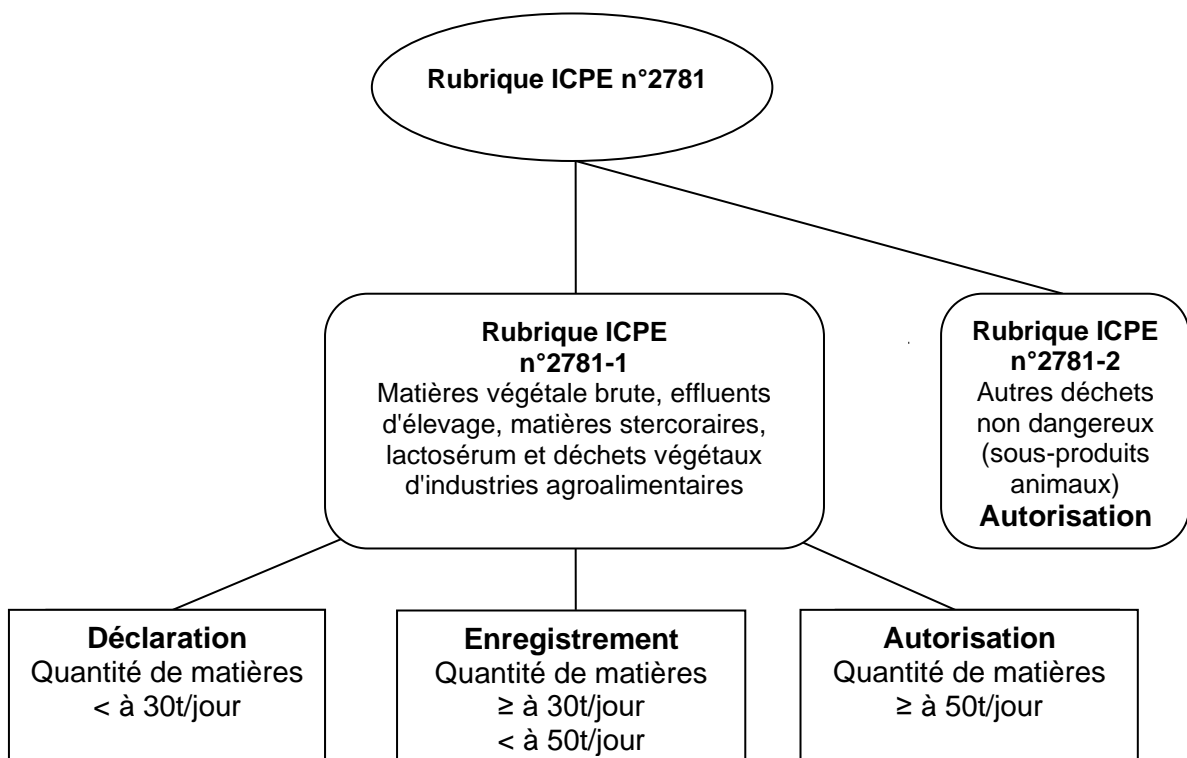 Rubrique ICPE n°2781
Rubrique ICPE
n°2781-1
Matières végétale brute, effluents
d'élevage, matières stercoraires,
lactosérum et déchets végétaux
d'industries agroalimentaires
Rubrique ICPE
n°2781-2
Autres déchets
non dangereux
(sous-produits
animaux)
Autorisation
Déclaration
Quantité de matières
< à 30t/jour
Enregistrement
Quantité de matières
≥ à 30t/jour
< à 50t/jour
Autorisation
Quantité de matières
≥ à 50t/jour